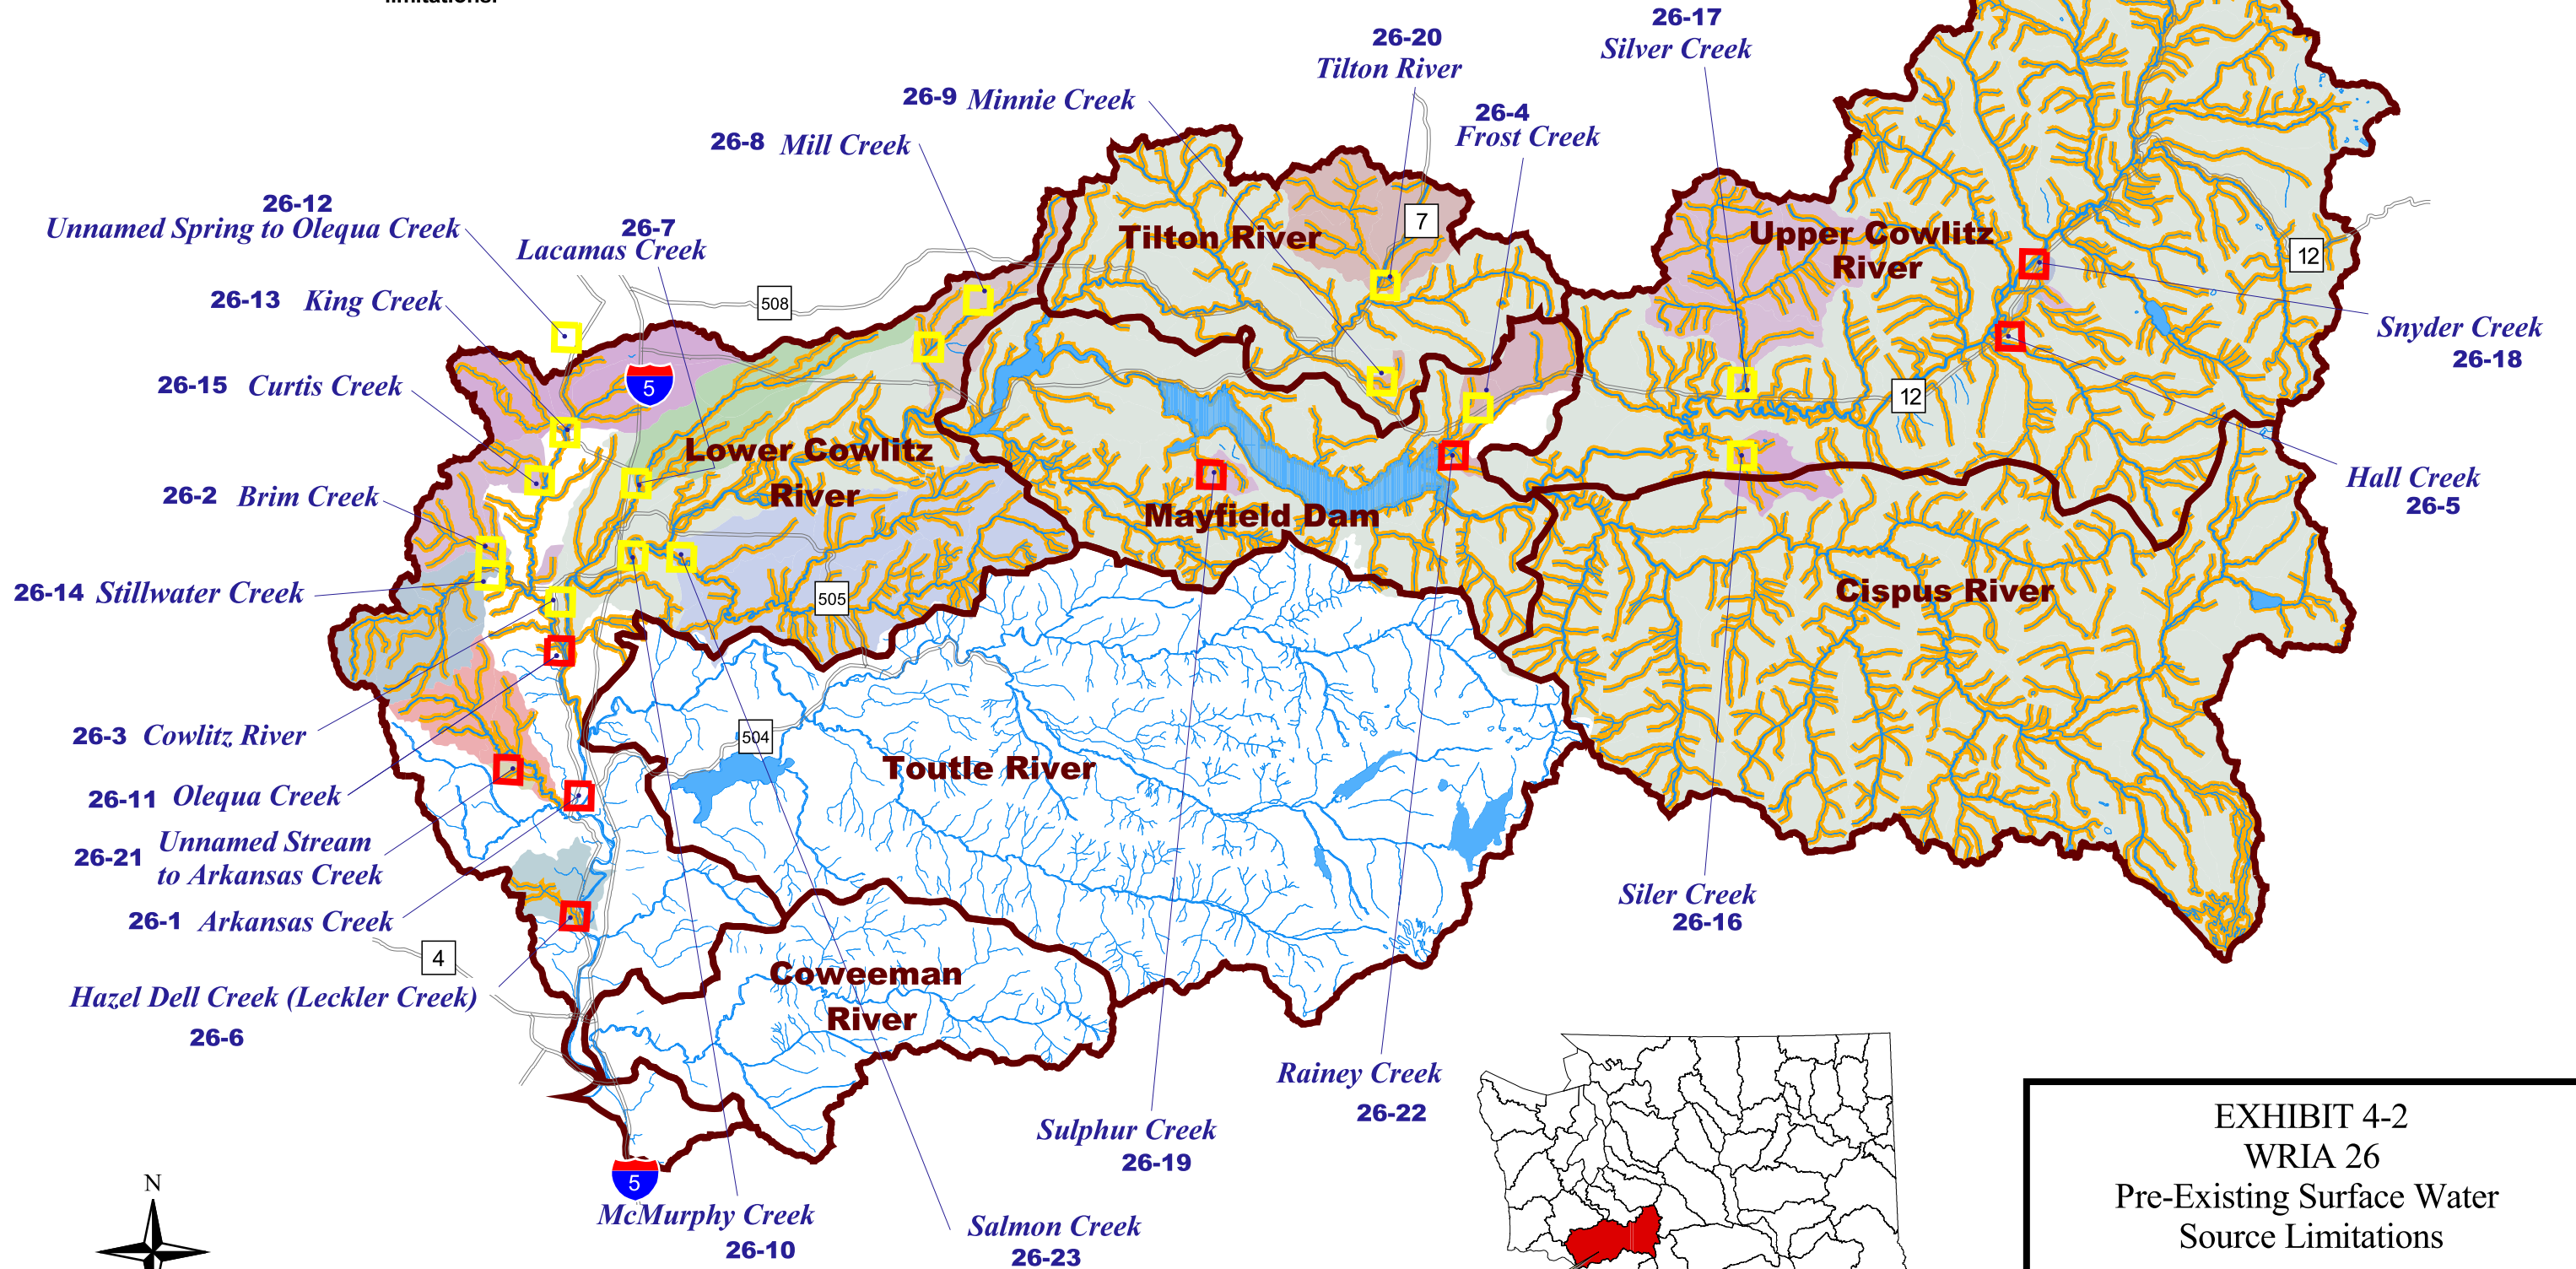 limitations.
26-17
Silver Creek
26-20
Tilton River
26-9 Minnie Creek
26-4
Frost Creek
26-8 Mill Creek
26-12
Unnamed Spring to Olequa Creek
26-7
Lacamas Creek
7
Tilton River
Upper Cowlitz
River
12
26-13 King Creek
508
Snyder Creek
26-18
26-15 Curtis Creek
5
12
Lower Cowlitz
River
26-2 Brim Creek
Hall Creek
26-5
Mayfield Dam
26-14 Stillwater Creek
505
Cispus River
26-3 Cowlitz River
504
Toutle River
26-11 Olequa Creek
26-21 Unnamed Stream
to Arkansas Creek
Siler Creek
26-16
26-1 Arkansas Creek
4
Coweeman
River
Hazel Dell Creek (Leckler Creek)
26-6
Rainey Creek
26-22
Sulphur Creek
26-19
5
McMurphy Creek
26-10
Salmon Creek
26-23
N
EXHIBIT 4-2
WRIA 26
Pre-Existing Surface Water
Source Limitations